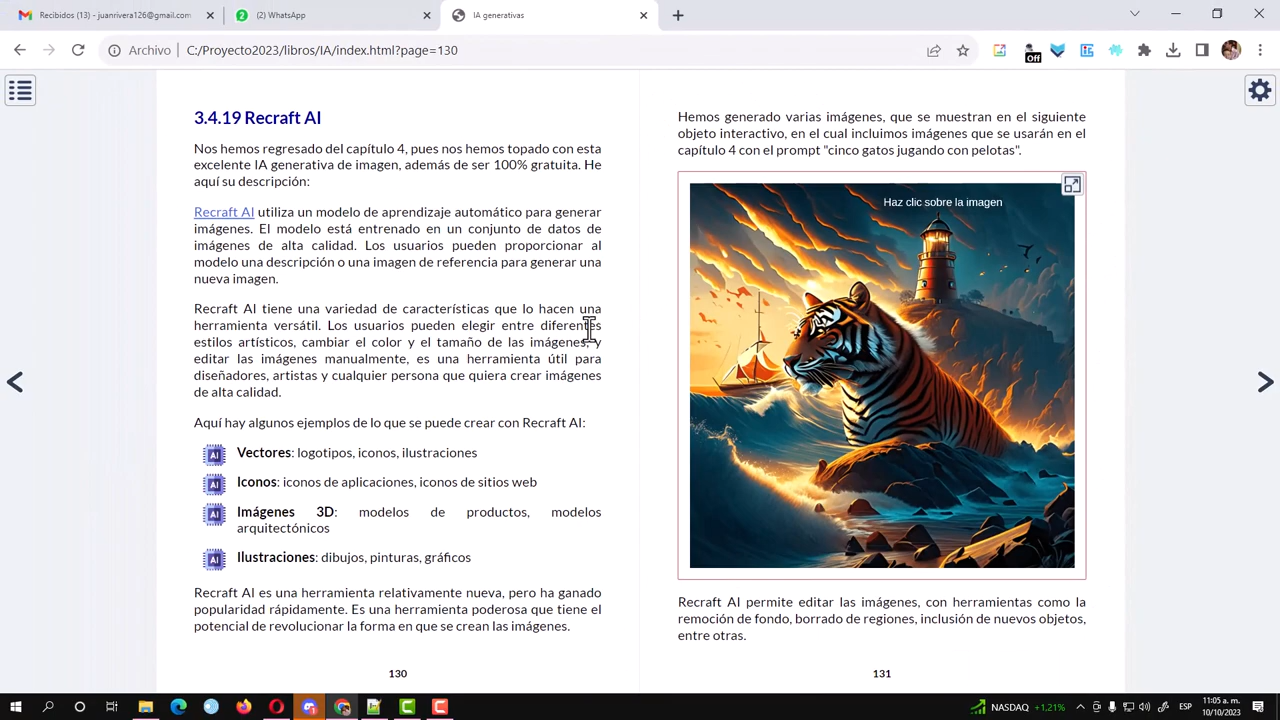 Recibidos (13) - juanrivera126@gmail.com
(2) WhatsApp
IA generativas
Archivo
C:/Proyecto2023/libros/IA/index.html?page=130
Off
3.4.19 Recraft AI
Nos hemos regresado del capítulo 4, pues nos hemos topado con esta
excelente IA generativa de imagen, además de ser 100% gratuita. He
aquí su descripción:
Recraft AI utiliza un modelo de aprendizaje automático para generar
imágenes. El modelo está entrenado en un conjunto de datos de
imágenes de alta calidad. Los usuarios pueden proporcionar al
modelo una descripción o una imagen de referencia para generar una
nueva imagen.
Recraft AI tiene una variedad de características que lo hacen una
herramienta versátil. Los usuarios pueden elegir entre diferentes
estilos artísticos, cambiar el color y el tamaño de las imágenes, y
editar las imágenes manualmente, es una herramienta útil para
diseñadores, artistas y cualquier persona que quiera crear imágenes
de alta calidad.
Aquí hay algunos ejemplos de lo que se puede crear con Recraft AI:
AI Vectores: logotipos, iconos, ilustraciones
AI Iconos: iconos de aplicaciones, iconos de sitios web
AI Imágenes 3D: modelos de productos, modelos
arquitectónicos
AI Ilustraciones: dibujos, pinturas, gráficos
Recraft AI es una herramienta relativamente nueva, pero ha ganado
popularidad rápidamente. Es una herramienta poderosa que tiene el
potencial de revolucionar la forma en que se crean las imágenes.
130
Hemos generado varias imágenes, que se muestran en el siguiente
objeto interactivo, en el cual incluimos imágenes que se usarán en el
capítulo 4 con el prompt "cinco gatos jugando con pelotas".
Haz clic sobre la imagen
Recraft AI permite editar las imágenes, con herramientas como la
remoción de fondo, borrado de regiones, inclusión de nuevos objetos,
entre otras.
131
NASDAQ +1,21%
ESP
11:05 a. m.
10/10/2023